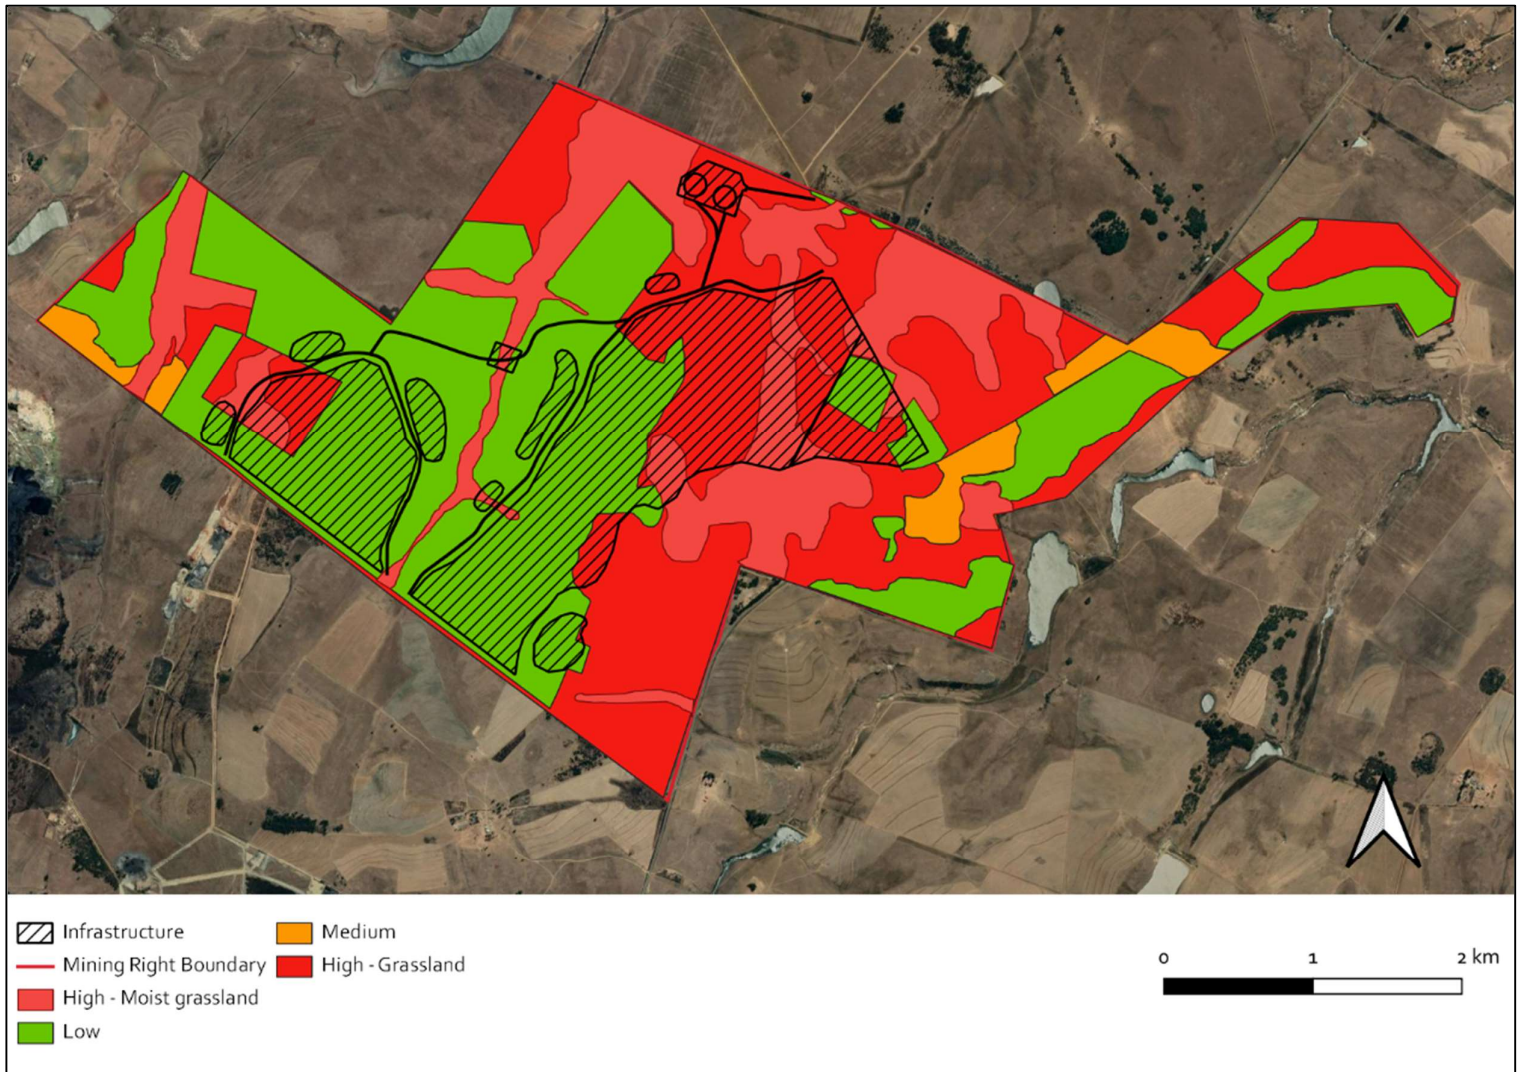 Infrastructure
Medium
Mining Right Boundary
High - Grassland
High - Moist grassland
Low
0 1 2 km